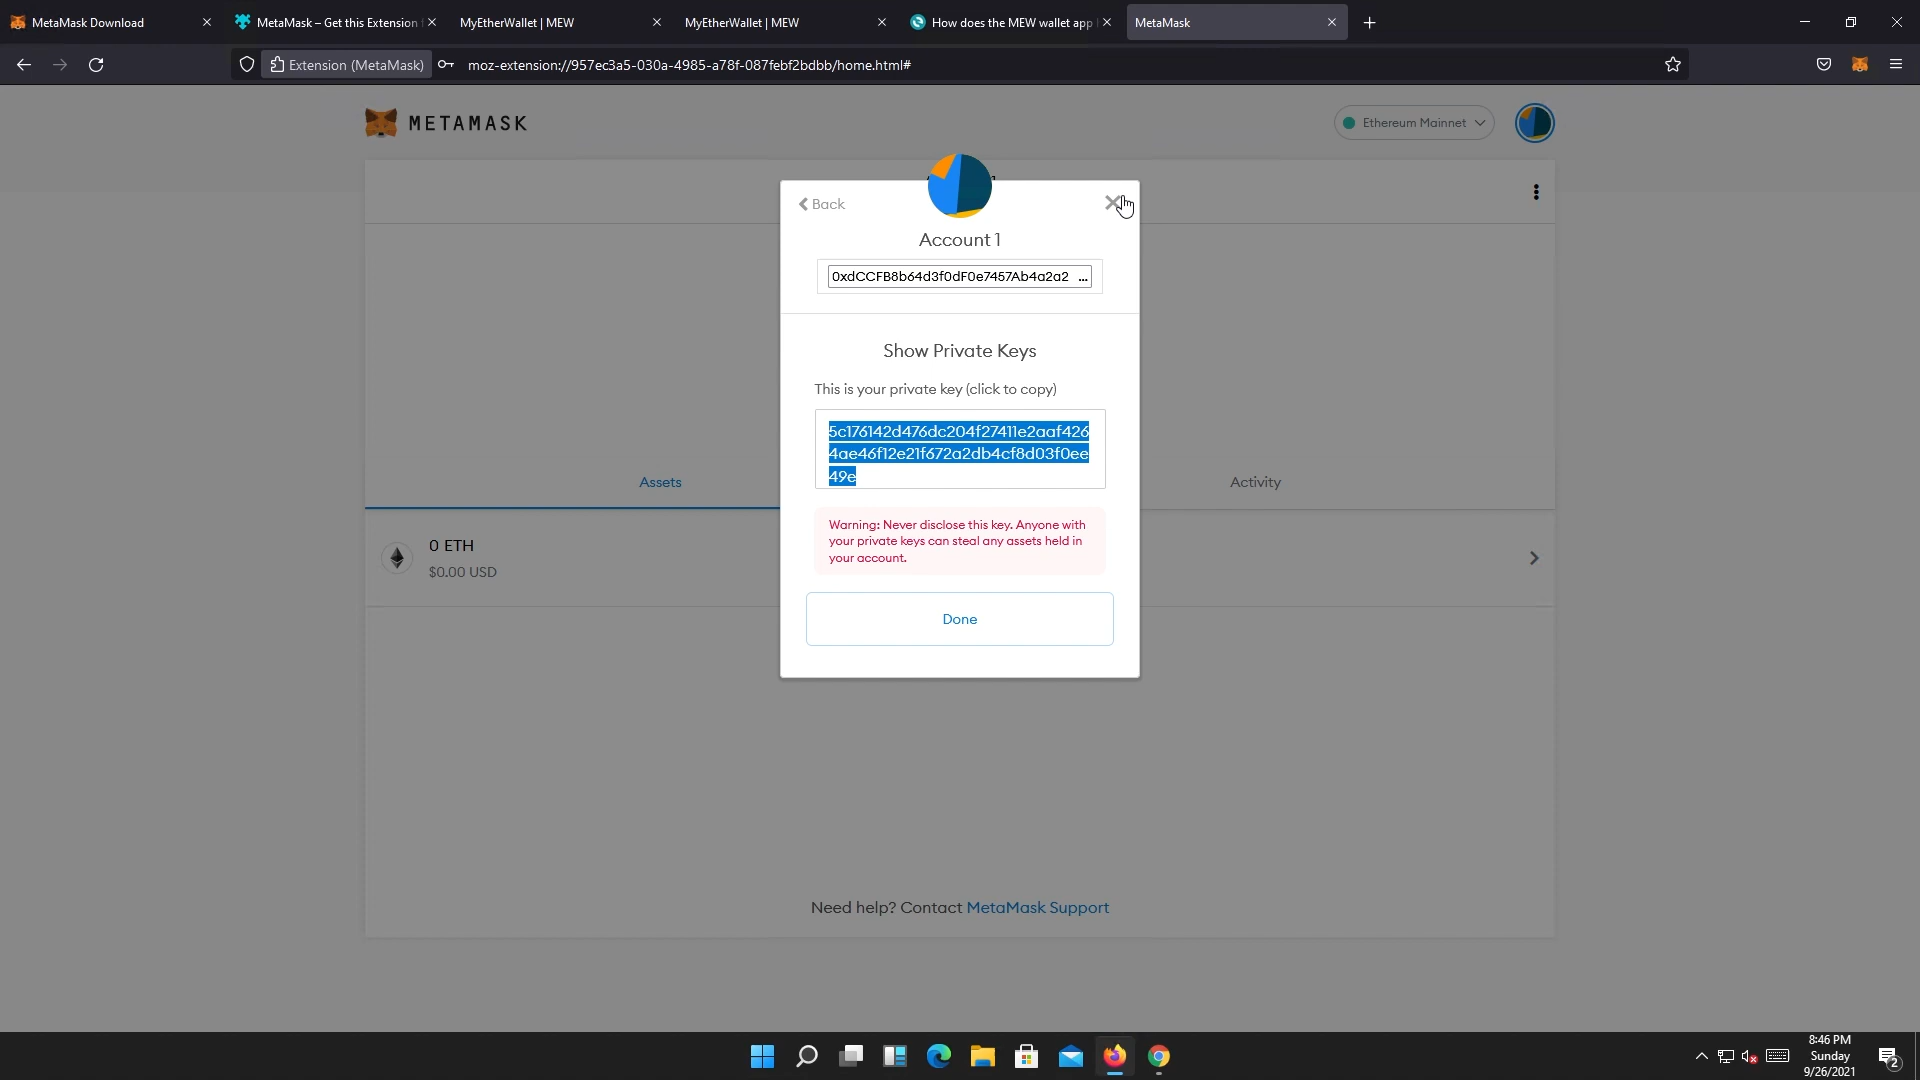 MetaMask Download
MetaMask – Get this Extension f
MyEtherWallet | MEW
MyEtherWallet | MEW
How does the MEW wallet app
MetaMask
Extension (MetaMask)
moz-extension://957ec3a5-030a-4985-a78f-087febf2bdbb/home.html#
METAMASK
Ethereum Mainnet
Back
Account 1
0xdCCFB8b64d3f0dF0e7457Ab4a2a2 ...
Show Private Keys
This is your private key (click to copy)
5c176142d476dc204f27411e2aaf426
4ae46f12e21f672a2db4cf8d03f0ee
49e
Assets
Activity
Warning: Never disclose this key. Anyone with
your private keys can steal any assets held in
your account.
0 ETH
$0.00 USD
Done
Need help? Contact MetaMask Support
8:46 PM
Sunday
9/26/2021
2